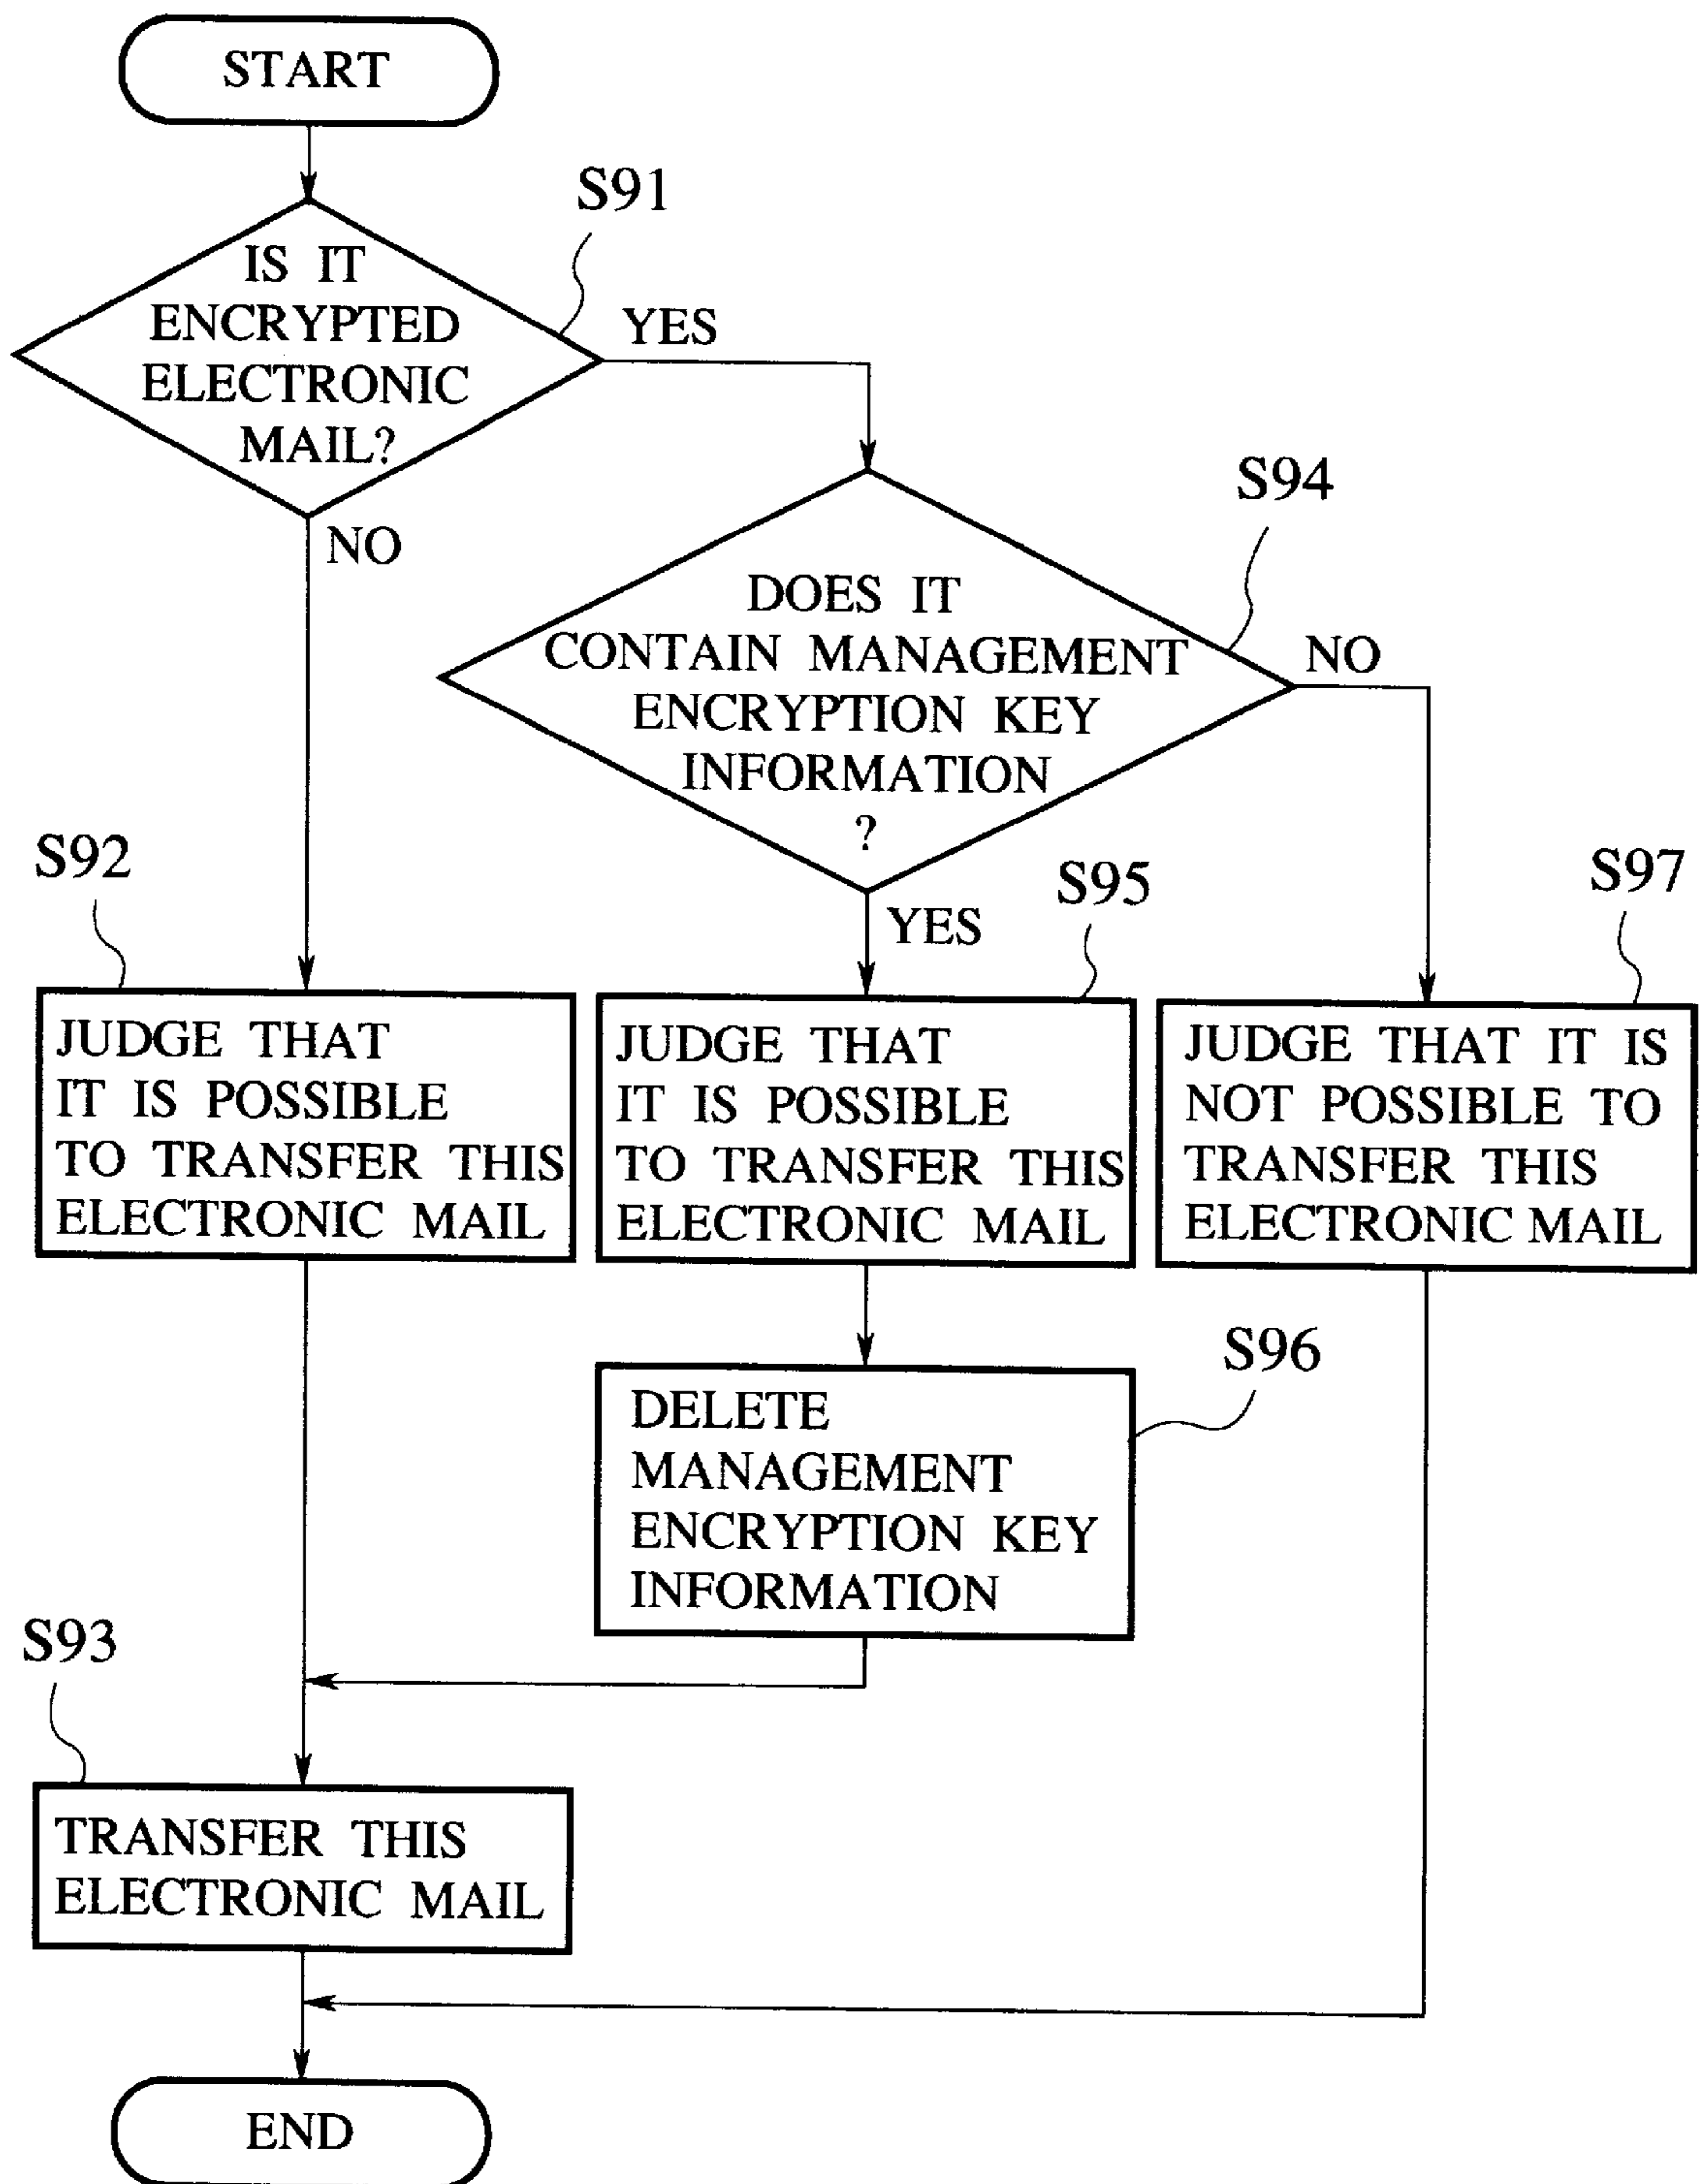 START
S91
IS IT
ENCRYPTED
ELECTRONIC
MAIL?
YES
NO
S94
DOES IT
CONTAIN MANAGEMENT
ENCRYPTION KEY
INFORMATION
?
NO
YES
S92
JUDGE THAT
IT IS POSSIBLE
TO TRANSFER THIS
ELECTRONIC MAIL
S95
JUDGE THAT
IT IS POSSIBLE
TO TRANSFER THIS
ELECTRONIC MAIL
S97
JUDGE THAT IT IS
NOT POSSIBLE TO
TRANSFER THIS
ELECTRONIC MAIL
S96
DELETE
MANAGEMENT
ENCRYPTION KEY
INFORMATION
S93
TRANSFER THIS
ELECTRONIC MAIL
END